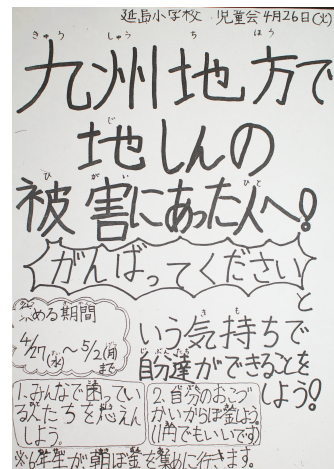 延島小学校 児童会 4月26日(火)
九州地方で
地しんの
被害にあった人へ!
がんばってください
と
いう気持ちで
自分達ができることを
しよう!
集める期間
4/27(水)〜5/2(月)
まで
1.みんなで困ってい
る人たちを応えん
しよう。
2.自分のおこづ
かいからぼ金しよう。
(1円でもいいです)
※6年生が、朝ぼ金を集めに行きます。